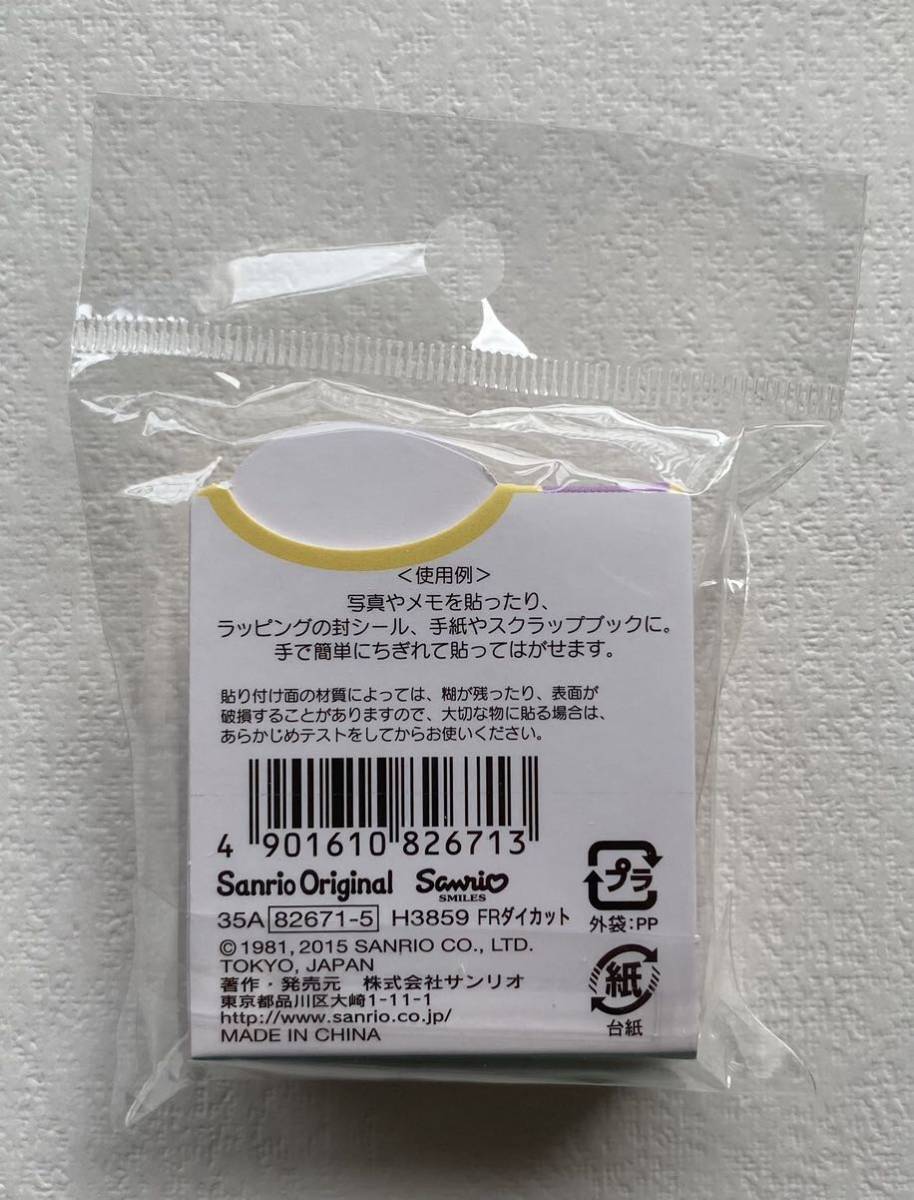 ＜使用例＞
写真やメモを貼ったり、
ラッピングの封シール、手紙やスクラップブックに。
手で簡単にちぎれて貼ってはがせます。
貼り付け面の材質によっては、糊が残ったり、表面が
破損することがありますので、大切な物に貼る場合は、
あらかじめテストをしてからお使いください。
4 901610 826713
Sanrio Original Sanrio
SMILES
プラ
外装:PP
35A 82671-5 H3859 FRダイカット
©1981, 2015 SANRIO CO., LTD.
TOKYO, JAPAN
著作・発売元 株式会社サンリオ
東京都品川区大崎1-11-1
http://www.sanrio.co.jp/
MADE IN CHINA
紙
台紙